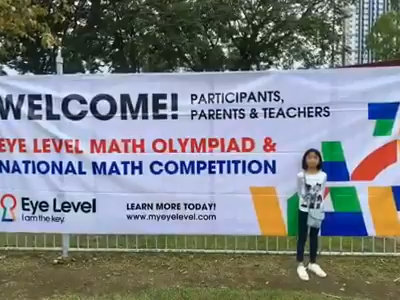 WELCOME! PARTICIPANTS,
PARENTS & TEACHERS
EYE LEVEL MATH OLYMPIAD &
NATIONAL MATH COMPETITION
Eye Level
I am the key.
LEARN MORE TODAY!
www.myeyelevel.com